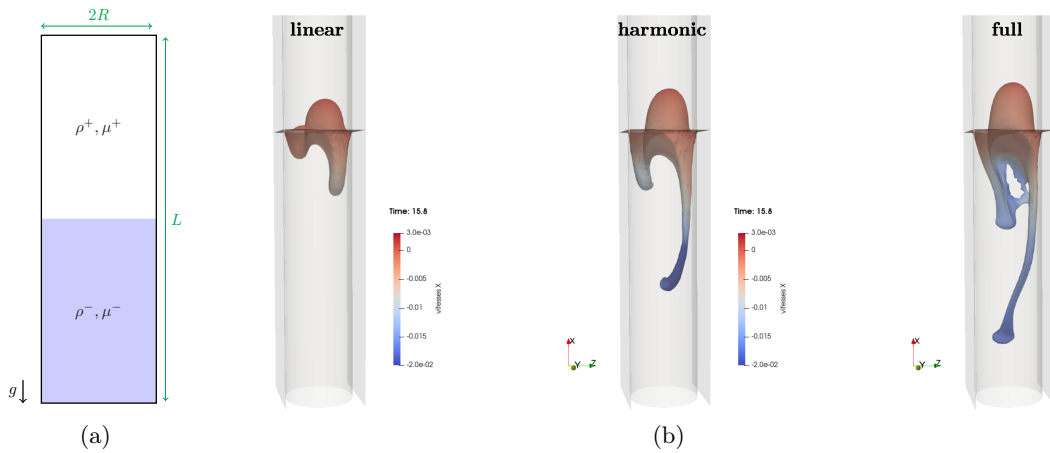 2R
ρ⁺, μ⁺
L
ρ⁻, μ⁻
g
(a)
linear
harmonic
full
Time: 15.8
3.0e-03
0
-0.005
-0.01
-0.015
-2.0e-02
vitesses X
X
Y
Z
Time: 15.8
3.0e-03
0
-0.005
-0.01
-0.015
-2.0e-02
vitesses X
X
Y
Z
(b)